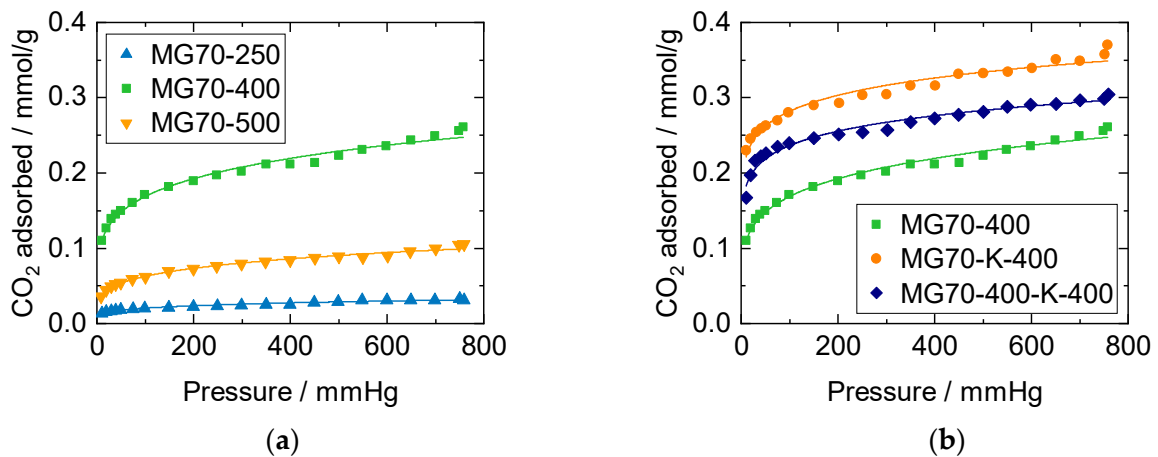 CO2 adsorbed / mmol/g
0.4
0.3
0.2
0.1
0.0
MG70-250
MG70-400
MG70-500
0 200 400 600 800
Pressure / mmHg
(a)
CO2 adsorbed / mmol/g
0.4
0.3
0.2
0.1
0.0
MG70-400
MG70-K-400
MG70-400-K-400
0 200 400 600 800
Pressure / mmHg
(b)